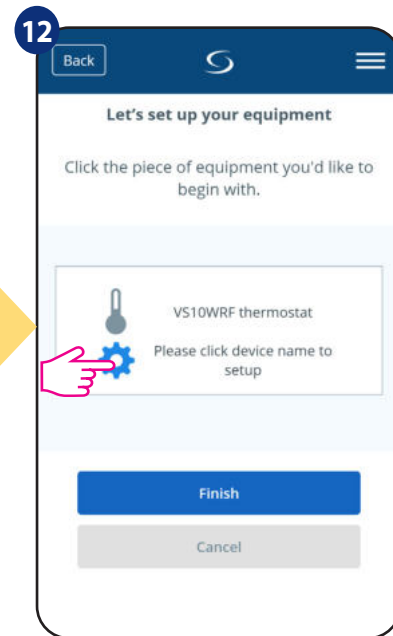 12
Back
Let's set up your equipment
Click the piece of equipment you'd like to
begin with.
VS10WRF thermostat
Please click device name to
setup
Finish
Cancel